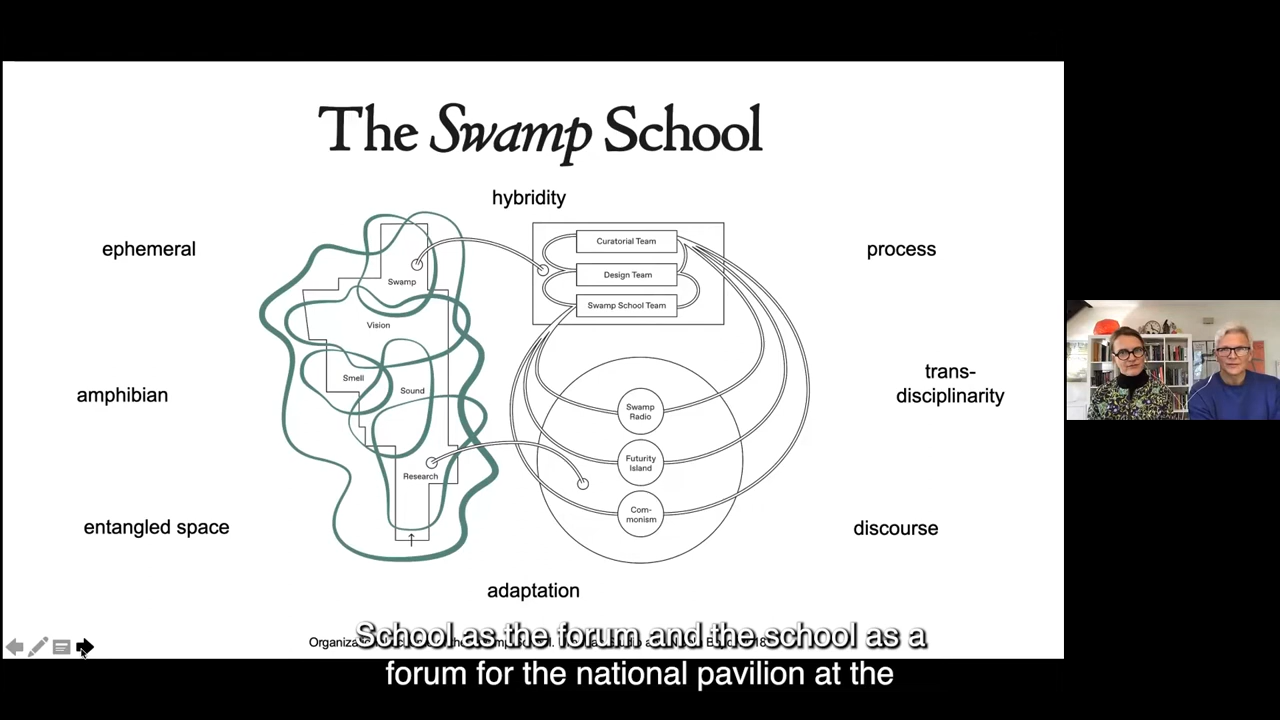 The Swamp School
hybridity
ephemeral
process
Curatorial Team
Design Team
Swamp School Team
Swamp
Vision
Smell
Sound
Research
amphibian
trans-
disciplinarity
Swamp
Radio
Futurity
Island
Com-
monism
entangled space
discourse
adaptation
School as the forum and the school as a
forum for the national pavilion at the